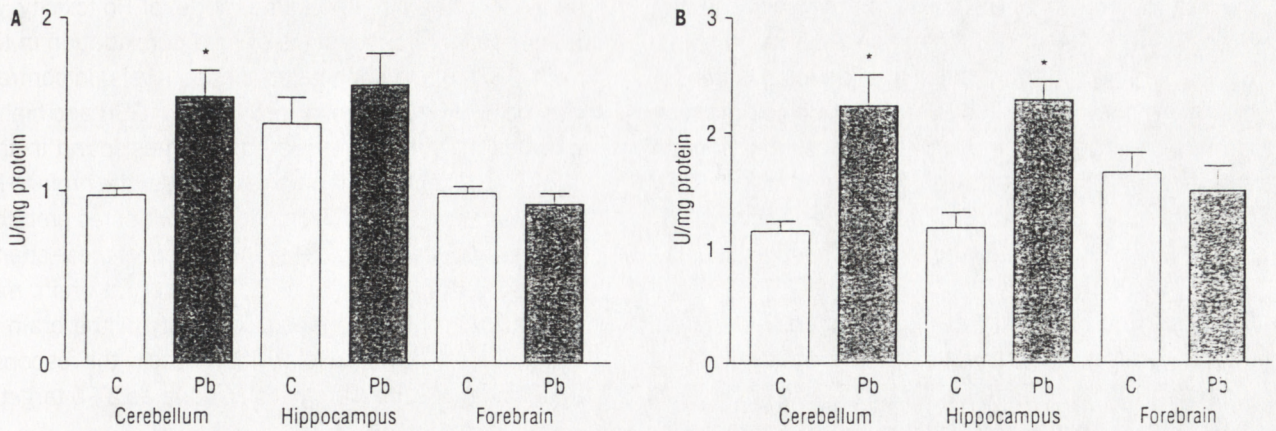 A
2
1
0
U/mg protein
*
C Pb C Pb C Pb
Cerebellum Hippocampus Forebrain
B
3
2
1
0
U/mg protein
* *
C Pb C Pb C Pb
Cerebellum Hippocampus Forebrain